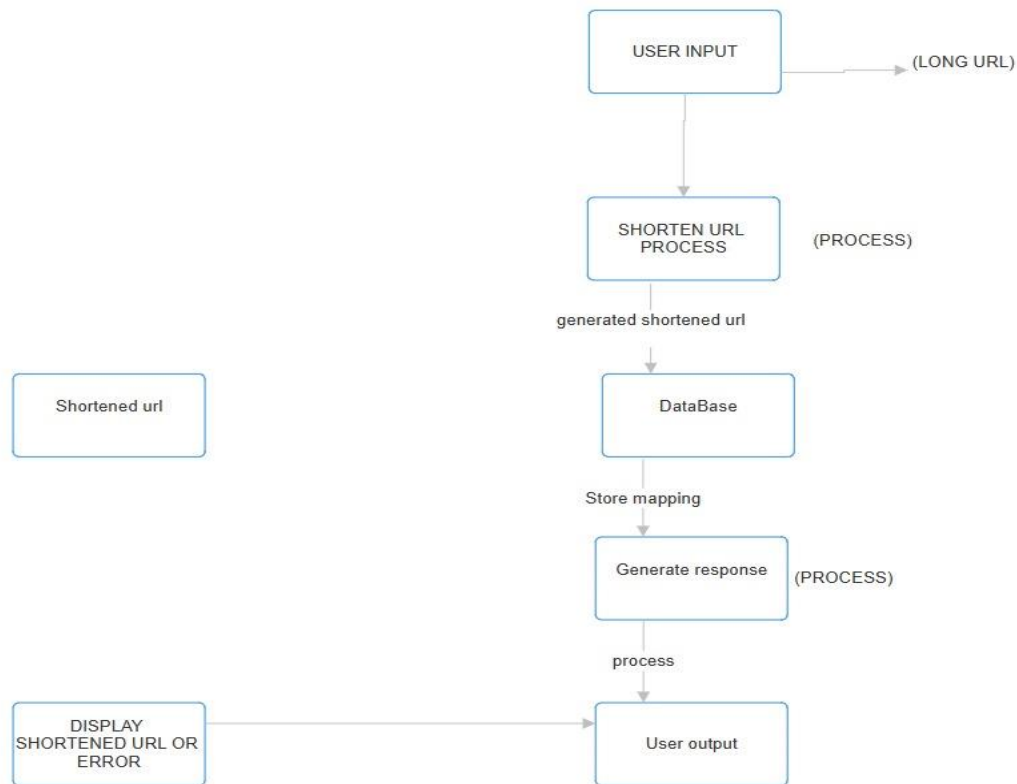 USER INPUT
(LONG URL)
SHORTEN URL
PROCESS
(PROCESS)
generated shortened url
Shortened url
DataBase
Store mapping
Generate response
(PROCESS)
process
DISPLAY
SHORTENED URL OR
ERROR
User output